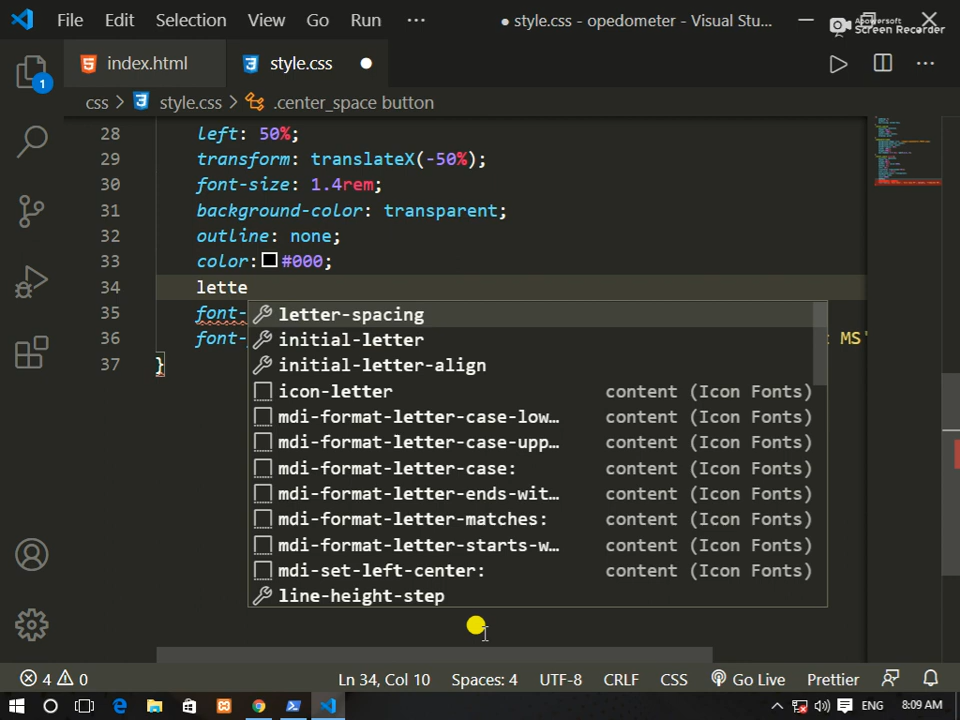 File Edit Selection View Go Run ··· ● style.css - opedometer - Visual Stu...
Apowersoft
Screen Recorder
index.html style.css
css > style.css > .center_space button
28 left: 50%;
29 transform: translateX(-50%);
30 font-size: 1.4rem;
31 background-color: transparent;
32 outline: none;
33 color: #000;
34 lette
35 font-
36 font- MS'
37 }
letter-spacing
initial-letter
initial-letter-align
icon-letter content (Icon Fonts)
mdi-format-letter-case-low… content (Icon Fonts)
mdi-format-letter-case-upp… content (Icon Fonts)
mdi-format-letter-case: content (Icon Fonts)
mdi-format-letter-ends-wit… content (Icon Fonts)
mdi-format-letter-matches: content (Icon Fonts)
mdi-format-letter-starts-w… content (Icon Fonts)
mdi-set-left-center: content (Icon Fonts)
line-height-step
1
4 0 Ln 34, Col 10 Spaces: 4 UTF-8 CRLF CSS Go Live Prettier
ENG 8:09 AM